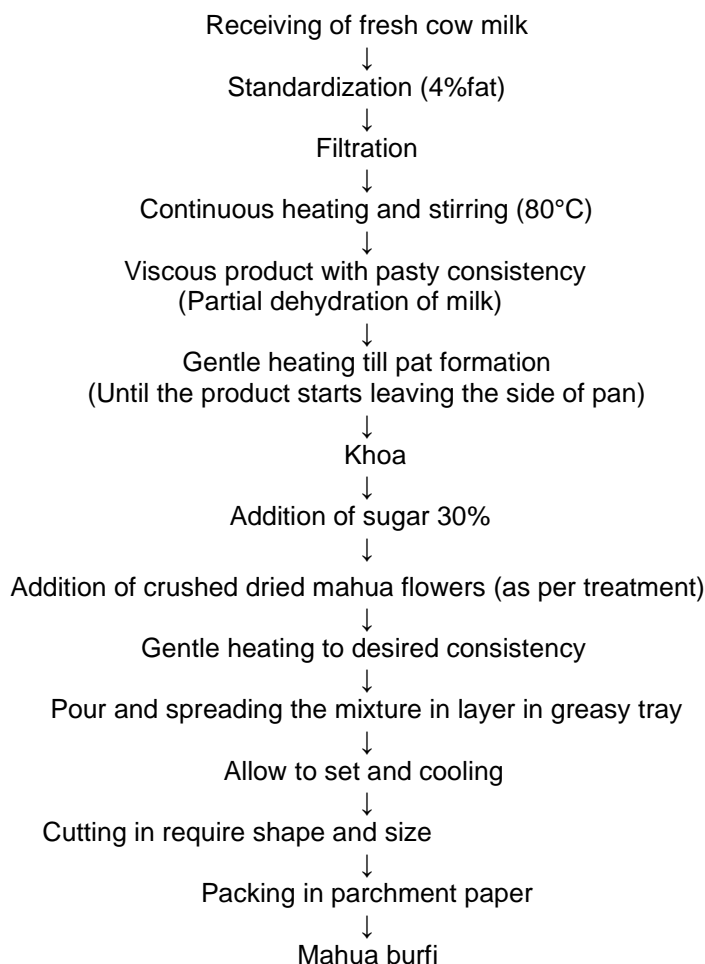 Receiving of fresh cow milk
↓
Standardization (4%fat)
↓
Filtration
↓
Continuous heating and stirring (80°C)
↓
Viscous product with pasty consistency
(Partial dehydration of milk)
↓
Gentle heating till pat formation
(Until the product starts leaving the side of pan)
↓
Khoa
↓
Addition of sugar 30%
↓
Addition of crushed dried mahua flowers (as per treatment)
↓
Gentle heating to desired consistency
↓
Pour and spreading the mixture in layer in greasy tray
↓
Allow to set and cooling
↓
Cutting in require shape and size
↓
Packing in parchment paper
↓
Mahua burfi